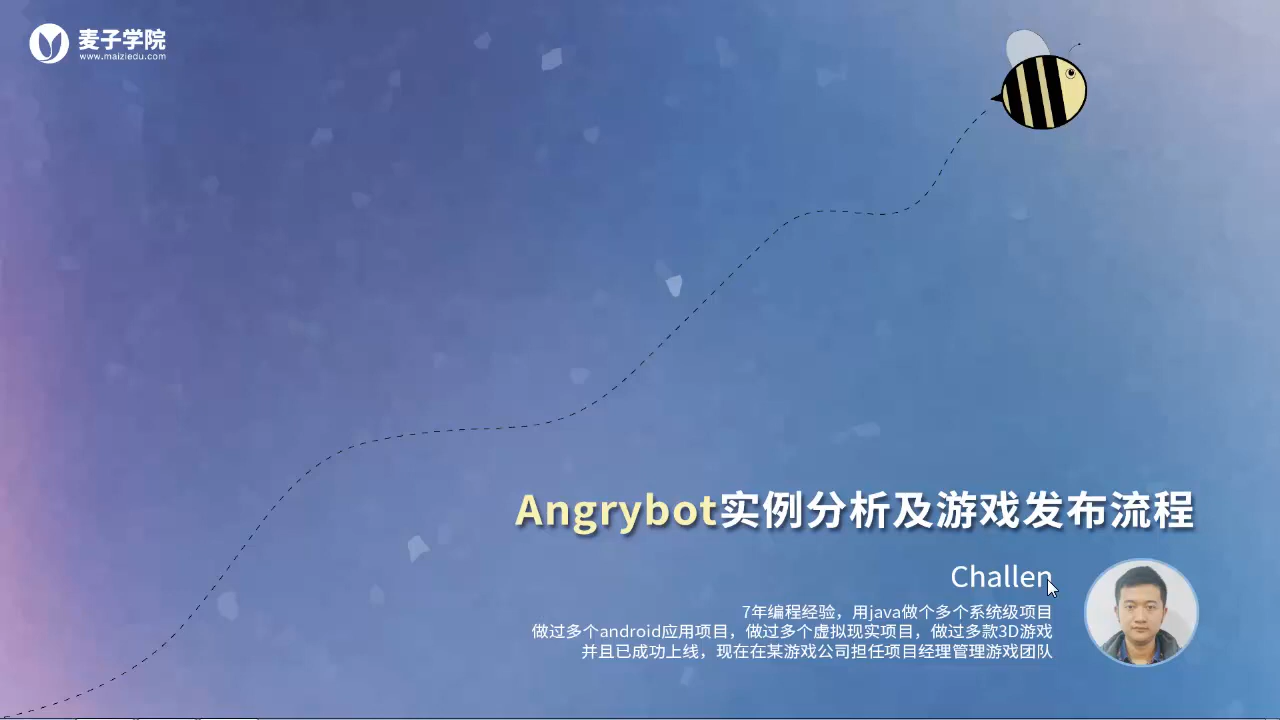 麦子学院
www.maiziedu.com
Angrybot实例分析及游戏发布流程
Challen
7年编程经验，用java做个多个系统级项目
做过多个android应用项目，做过多个虚拟现实项目，做过多款3D游戏
并且已成功上线，现在在某游戏公司担任项目经理管理游戏团队